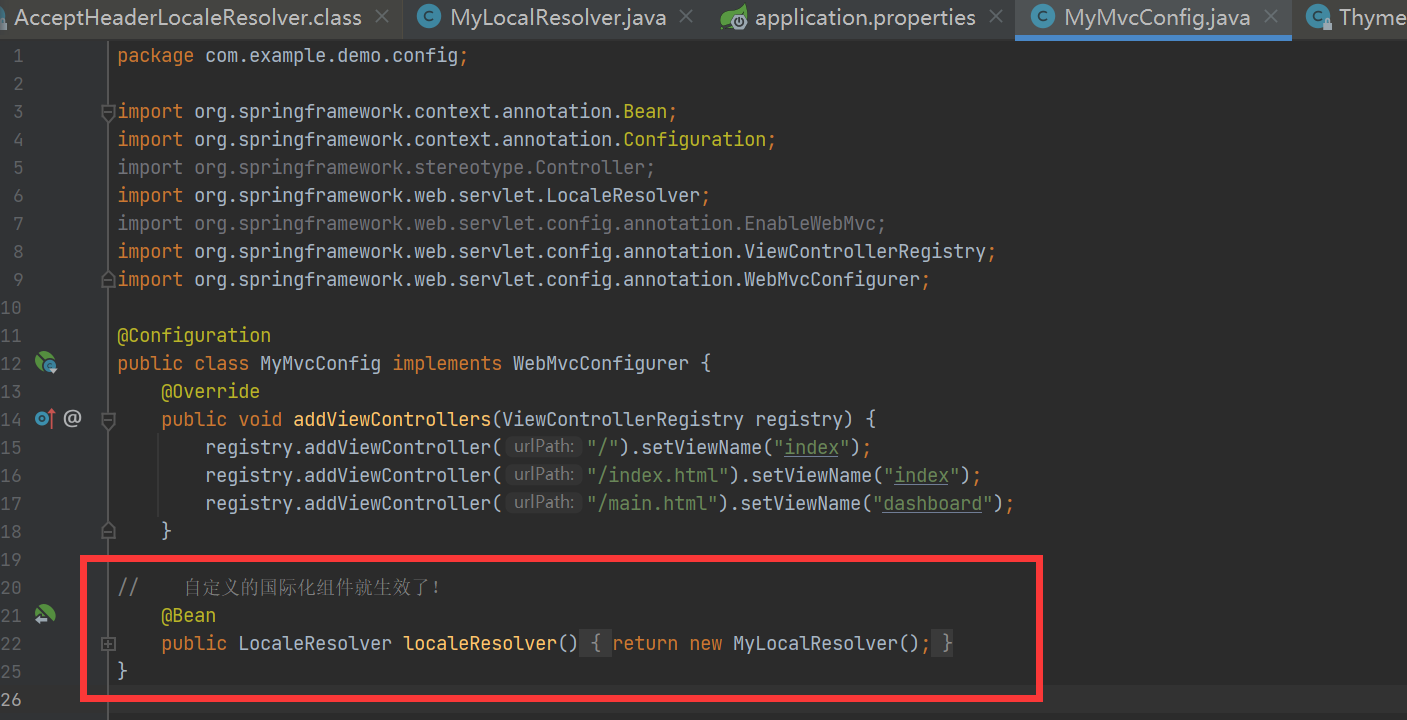 AcceptHeaderLocaleResolver.class × MyLocalResolver.java × application.properties × MyMvcConfig.java × Thyme
1 package com.example.demo.config;
2
3 import org.springframework.context.annotation.Bean;
4 import org.springframework.context.annotation.Configuration;
5 import org.springframework.stereotype.Controller;
6 import org.springframework.web.servlet.LocaleResolver;
7 import org.springframework.web.servlet.config.annotation.EnableWebMvc;
8 import org.springframework.web.servlet.config.annotation.ViewControllerRegistry;
9 import org.springframework.web.servlet.config.annotation.WebMvcConfigurer;
10
11 @Configuration
12 public class MyMvcConfig implements WebMvcConfigurer {
13 @Override
14 @ public void addViewControllers(ViewControllerRegistry registry) {
15 registry.addViewController( urlPath: "/").setViewName("index");
16 registry.addViewController( urlPath: "/index.html").setViewName("index");
17 registry.addViewController( urlPath: "/main.html").setViewName("dashboard");
18 }
19
20 // 自定义的国际化组件就生效了!
21 @Bean
22 public LocaleResolver localeResolver() { return new MyLocalResolver(); }
25 }
26